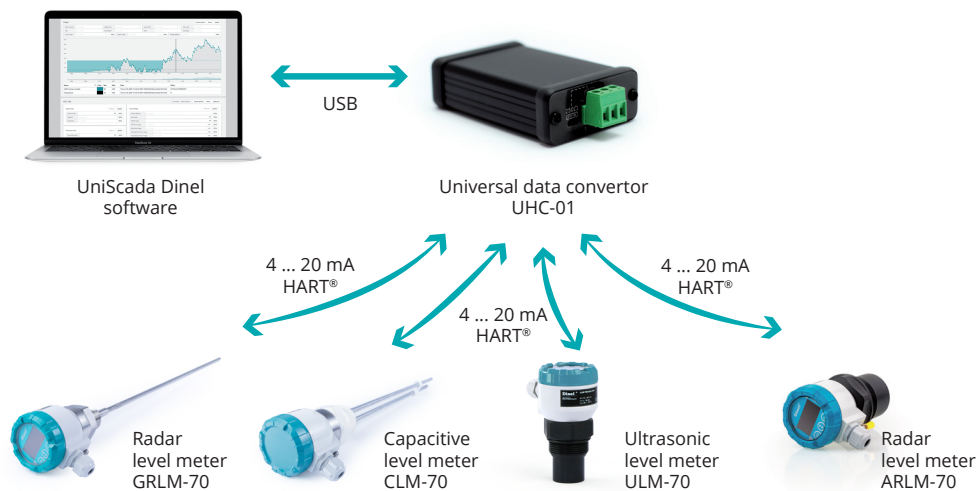 USB
UniScada Dinel
software
Universal data convertor
UHC-01
4 ... 20 mA
HART®
4 ... 20 mA
HART®
4 ... 20 mA
HART®
Radar
level meter
GRLM-70
Capacitive
level meter
CLM-70
Dinel
Ultrasonic
level meter
ULM-70
Radar
level meter
ARLM-70